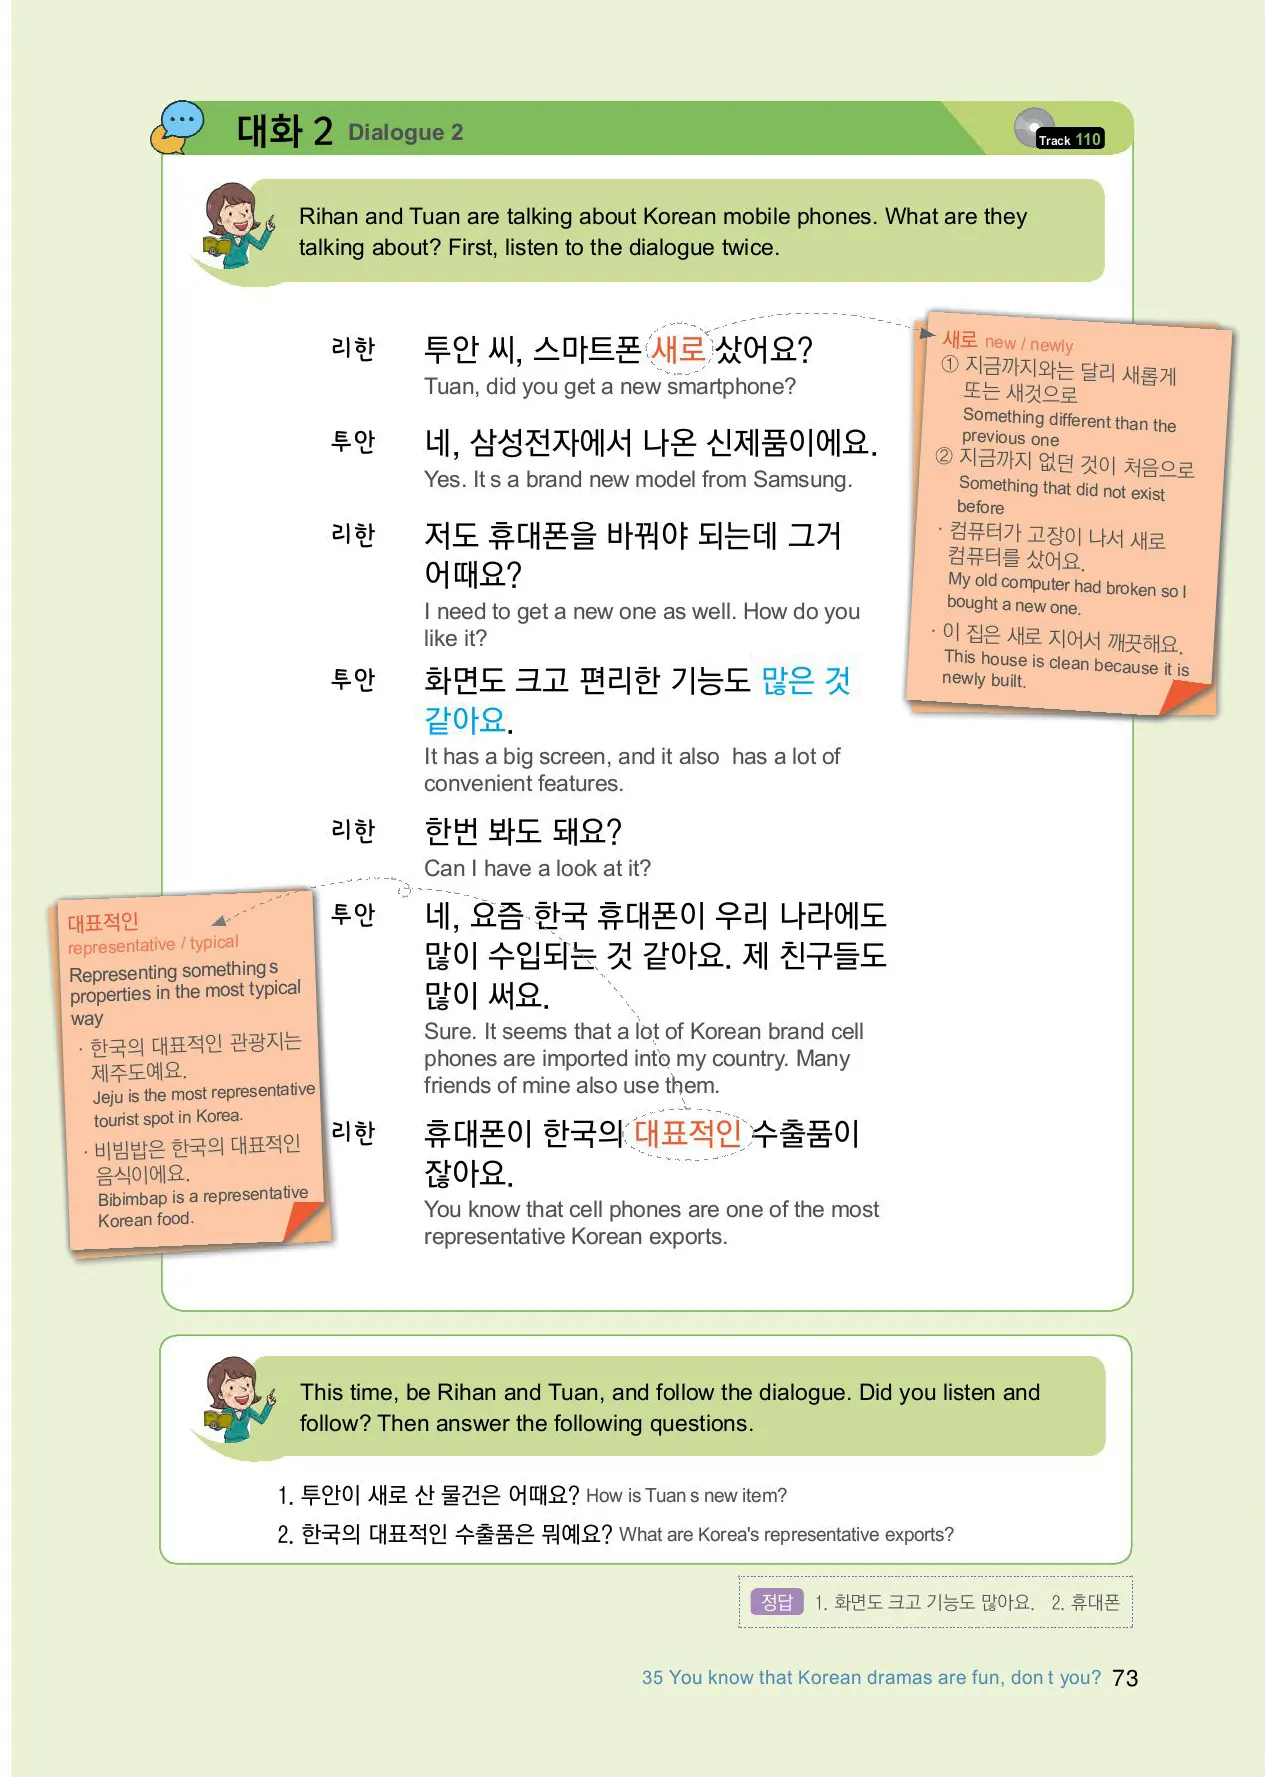 대화 2 Dialogue 2
Track 110
Rihan and Tuan are talking about Korean mobile phones. What are they
talking about? First, listen to the dialogue twice.
리한 투안 씨, 스마트폰 새로 샀어요?
Tuan, did you get a new smartphone?
투안 네, 삼성전자에서 나온 신제품이에요.
Yes. It s a brand new model from Samsung.
리한 저도 휴대폰을 바꿔야 되는데 그거
어때요?
I need to get a new one as well. How do you
like it?
투안 화면도 크고 편리한 기능도 많은 것
같아요.
It has a big screen, and it also has a lot of
convenient features.
리한 한번 봐도 돼요?
Can I have a look at it?
투안 네, 요즘 한국 휴대폰이 우리 나라에도
많이 수입되는 것 같아요. 제 친구들도
많이 써요.
Sure. It seems that a lot of Korean brand cell
phones are imported into my country. Many
friends of mine also use them.
리한 휴대폰이 한국의 대표적인 수출품이
잖아요.
You know that cell phones are one of the most
representative Korean exports.
새로 new / newly
① 지금까지와는 달리 새롭게
또는 새것으로
Something different than the
previous one
② 지금까지 없던 것이 처음으로
Something that did not exist
before
· 컴퓨터가 고장이 나서 새로
컴퓨터를 샀어요.
My old computer had broken so I
bought a new one.
· 이 집은 새로 지어서 깨끗해요.
This house is clean because it is
newly built.
대표적인
representative / typical
Representing something s
properties in the most typical
way
· 한국의 대표적인 관광지는
제주도예요.
Jeju is the most representative
tourist spot in Korea.
· 비빔밥은 한국의 대표적인
음식이에요.
Bibimbap is a representative
Korean food.
This time, be Rihan and Tuan, and follow the dialogue. Did you listen and
follow? Then answer the following questions.
1. 투안이 새로 산 물건은 어때요? How is Tuan s new item?
2. 한국의 대표적인 수출품은 뭐예요? What are Korea's representative exports?
정답 1. 화면도 크고 기능도 많아요. 2. 휴대폰
35 You know that Korean dramas are fun, don t you? 73